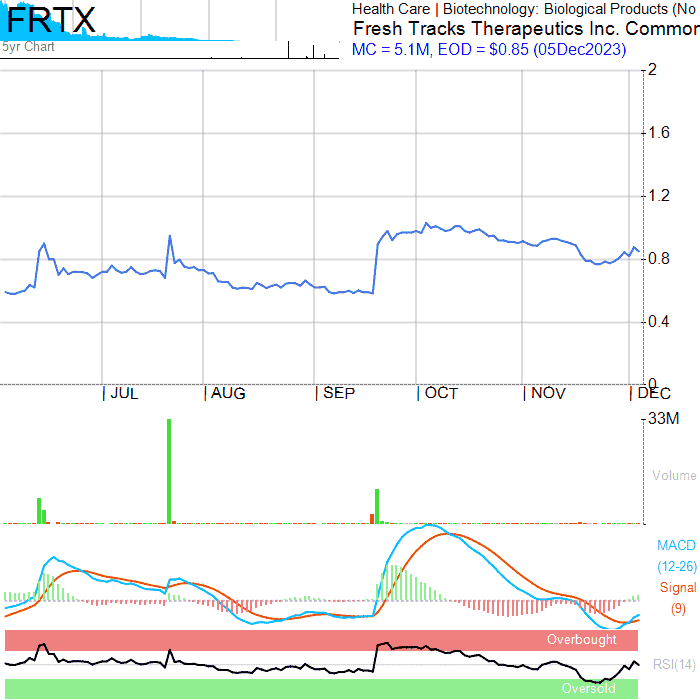 FRTX
Health Care | Biotechnology: Biological Products (No
5yr Chart
Fresh Tracks Therapeutics Inc. Common
MC = 5.1M, EOD = $0.85 (05Dec2023)
2
1.6
1.2
0.8
0.4
0
JUL AUG SEP OCT NOV DEC
33M
Volume
MACD
(12-26)
Signal
(9)
Overbought
RSI(14)
Oversold